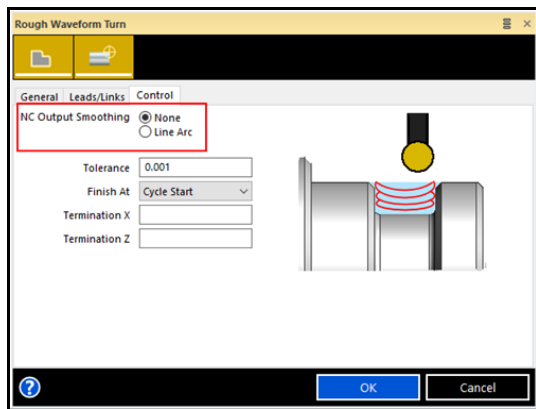 Rough Waveform Turn
General Leads/Links Control
NC Output Smoothing None
Line Arc
Tolerance 0.001
Finish At Cycle Start
Termination X
Termination Z
?
OK Cancel